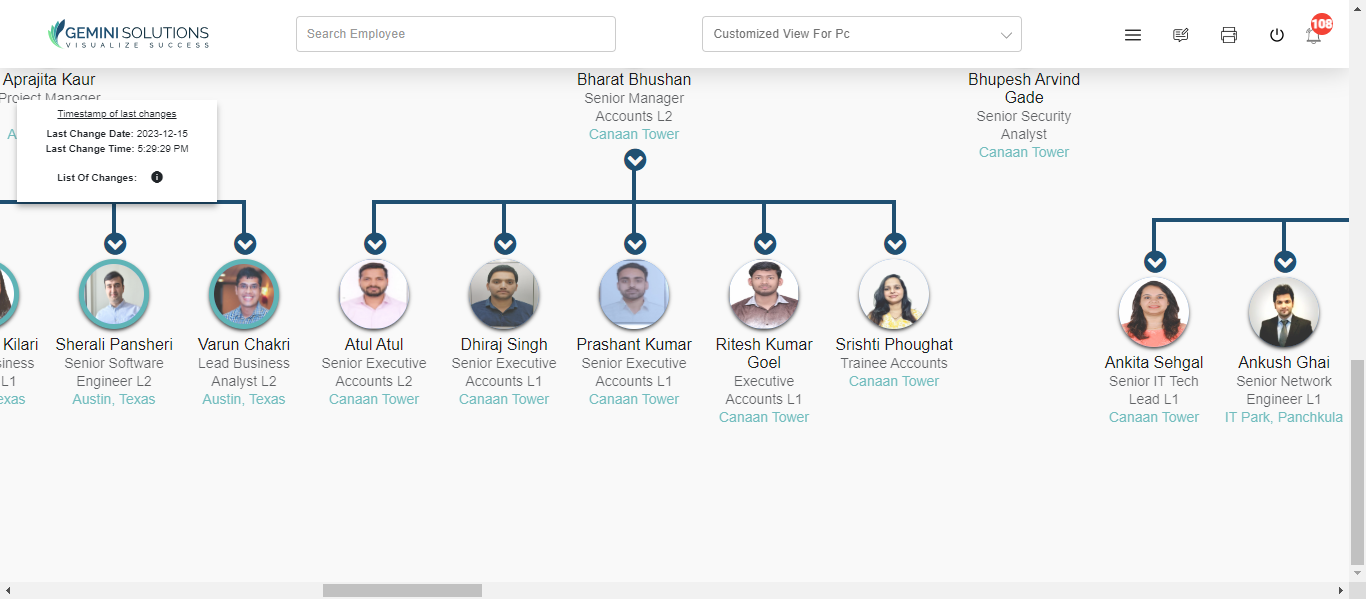 GEMINI SOLUTIONS
VISUALIZE SUCCESS
Search Employee
Customized View For Pc
108
Aprajita Kaur
Project Manager
Timestamp of last changes
Last Change Date: 2023-12-15
Last Change Time: 5:29:29 PM
List Of Changes:
Bharat Bhushan
Senior Manager
Accounts L2
Canaan Tower
Bhupesh Arvind
Gade
Senior Security
Analyst
Canaan Tower
Kilari
siness
L1
exas
Sherali Pansheri
Senior Software
Engineer L2
Austin, Texas
Varun Chakri
Lead Business
Analyst L2
Austin, Texas
Atul Atul
Senior Executive
Accounts L2
Canaan Tower
Dhiraj Singh
Senior Executive
Accounts L1
Canaan Tower
Prashant Kumar
Senior Executive
Accounts L1
Canaan Tower
Ritesh Kumar
Goel
Executive
Accounts L1
Canaan Tower
Srishti Phoughat
Trainee Accounts
Canaan Tower
Ankita Sehgal
Senior IT Tech
Lead L1
Canaan Tower
Ankush Ghai
Senior Network
Engineer L1
IT Park, Panchkula